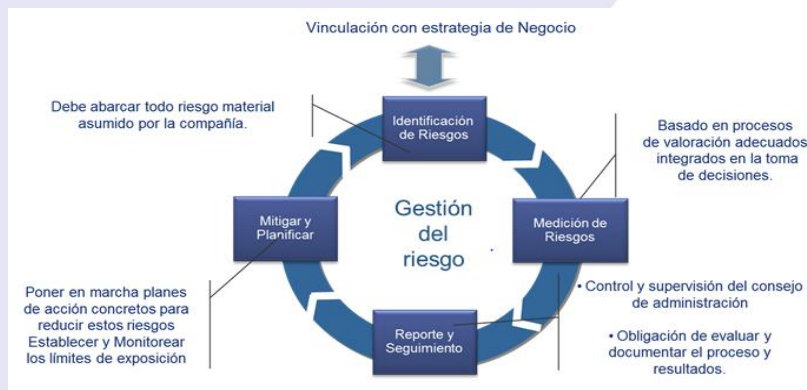 Vinculación con estrategia de Negocio
Debe abarcar todo riesgo material
asumido por la compañía.
Identificación
de Riesgos
Basado en procesos
de valoración adecuados
integrados en la toma
de decisiones.
Mitigar y
Planificar
Gestión
del
riesgo
Medición de
Riesgos
Poner en marcha planes
de acción concretos para
reducir estos riesgos
Establecer y Monitorear
los límites de exposición
Reporte y
Seguimiento
• Control y supervisión del consejo
de administración
• Obligación de evaluar y
documentar el proceso y
resultados.